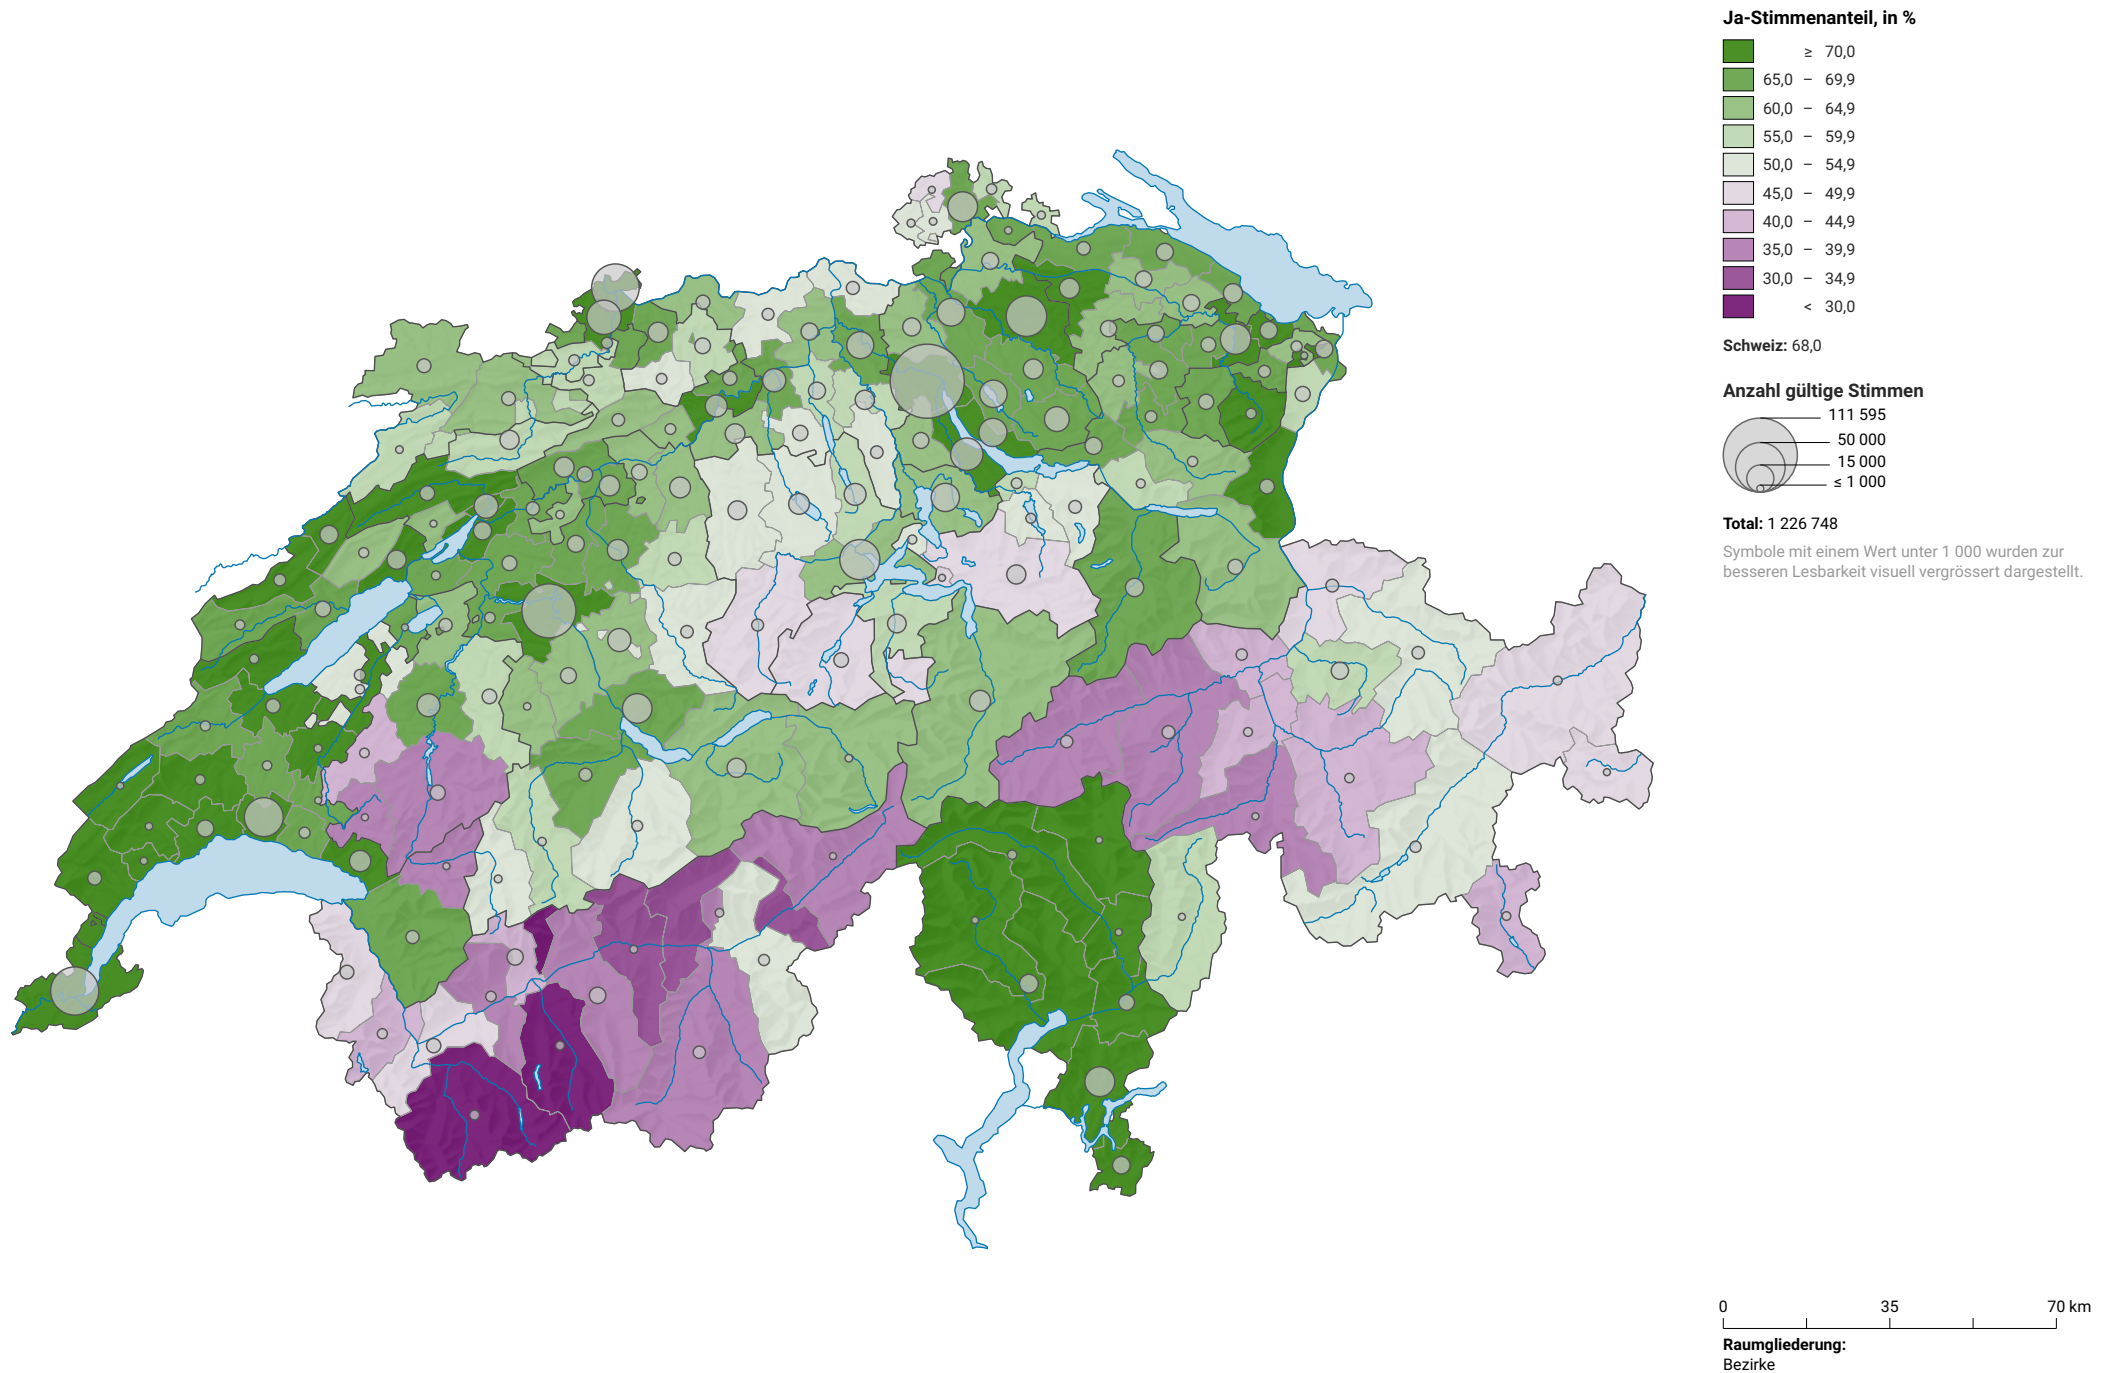 Ja-Stimmenanteil, in %
≥ 70,0
65,0 – 69,9
60,0 – 64,9
55,0 – 59,9
50,0 – 54,9
45,0 – 49,9
40,0 – 44,9
35,0 – 39,9
30,0 – 34,9
< 30,0
Schweiz: 68,0
Anzahl gültige Stimmen
111 595
50 000
15 000
≤ 1 000
Total: 1 226 748
Symbole mit einem Wert unter 1 000 wurden zur
besseren Lesbarkeit visuell vergrössert dargestellt.
0 35 70 km
Raumgliederung:
Bezirke